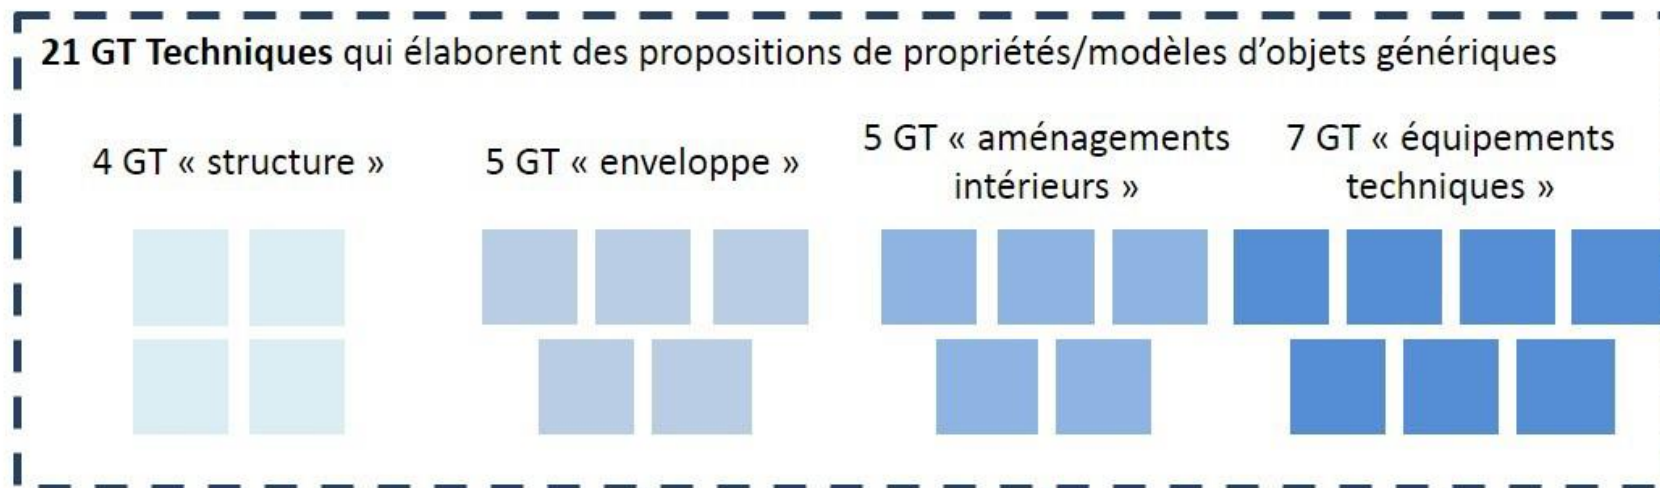 21 GT Techniques qui élaborent des propositions de propriétés/modèles d’objets génériques
4 GT « structure »
5 GT « enveloppe »
5 GT « aménagements
intérieurs »
7 GT « équipements
techniques »